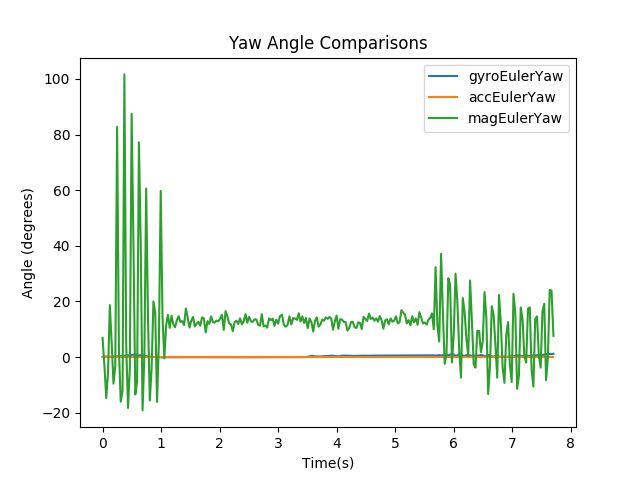 Yaw Angle Comparisons
gyroEulerYaw
accEulerYaw
magEulerYaw
100
80
60
40
20
0
−20
Angle (degrees)
0 1 2 3 4 5 6 7 8
Time(s)